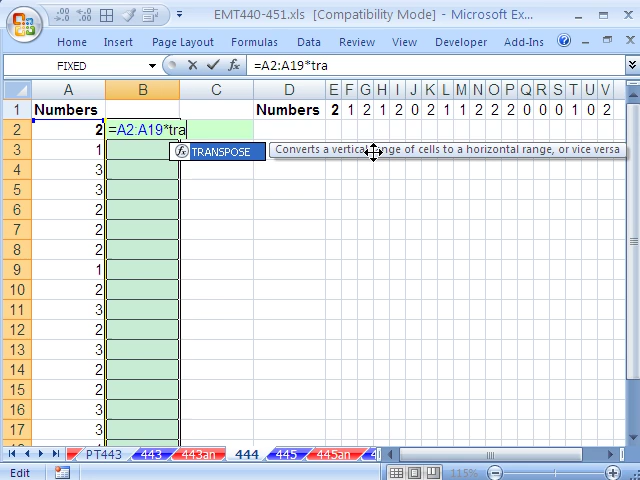 EMT440-451.xls [Compatibility Mode] - Microsoft Ex...
Home Insert Page Layout Formulas Data Review View Developer Add-Ins
FIXED =A2:A19*tra
A B C D E F G H I J K L M N O P Q R S T U V
1 Numbers Numbers 2 1 2 1 2 0 2 1 1 2 2 2 0 0 0 1 0 2
2 2 =A2:A19*tra
3 1 TRANSPOSE Converts a vertical range of cells to a horizontal range, or vice versa
4 3
5 3
6 2
7 2
8 2
9 1
10 2
11 3
12 2
13 3
14 2
15 2
16 3
17 3
PT443 443 443an 444 445 445an
Edit 115%